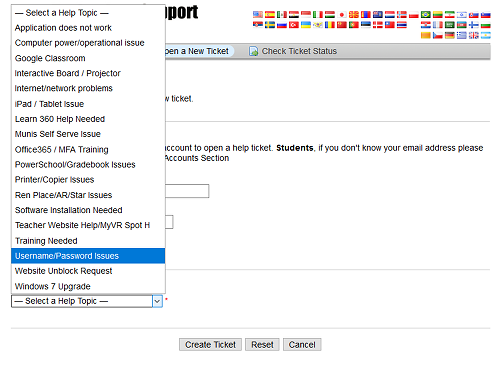 — Select a Help Topic —
pport
Application does not work
Computer power/operational issue
pen a New Ticket
Check Ticket Status
Google Classroom
Interactive Board / Projector
Internet/network problems
w ticket.
iPad / Tablet Issue
Learn 360 Help Needed
Munis Self Serve Issue
Office365 / MFA Training
account to open a help ticket. Students, if you don't know your email address please
Accounts Section
PowerSchool/Gradebook Issues
Printer/Copier Issues
Ren Place/AR/Star Issues
Software Installation Needed
Teacher Website Help/MyVR Spot H
Training Needed
Username/Password Issues
Website Unblock Request
Windows 7 Upgrade
— Select a Help Topic — *
Create Ticket Reset Cancel